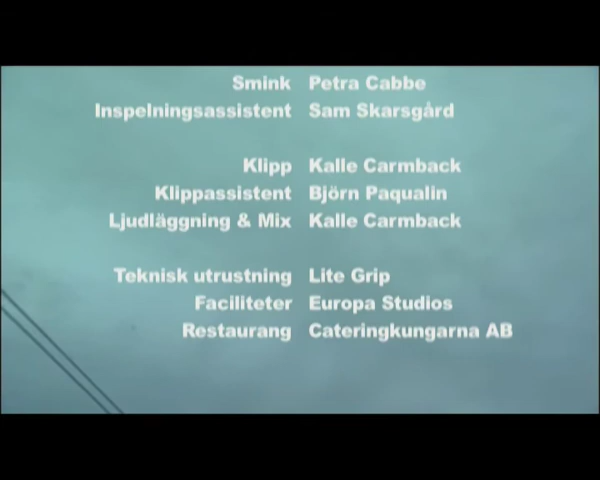 Smink Petra Cabbe
Inspelningsassistent Sam Skarsgård
Klipp Kalle Carmback
Klippassistent Björn Paqualin
Ljudläggning & Mix Kalle Carmback
Teknisk utrustning Lite Grip
Faciliteter Europa Studios
Restaurang Cateringkungarna AB